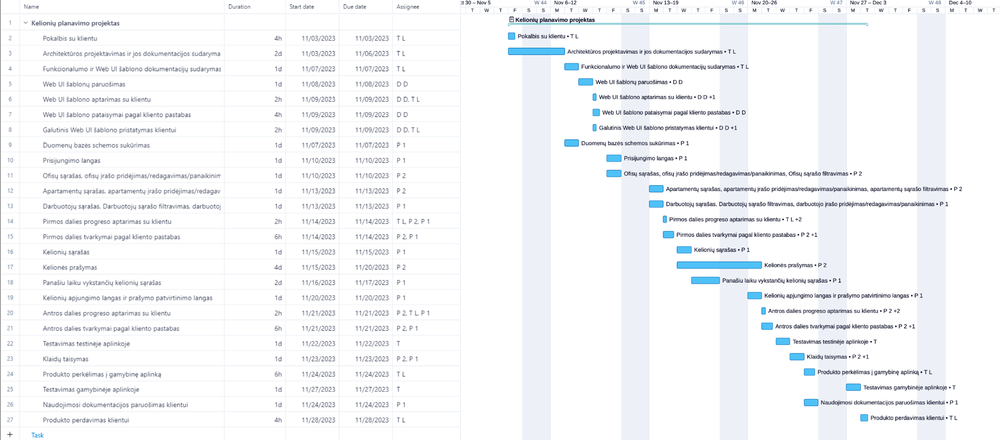 Name Duration Start date Due date Assignee
ct 30 – Nov 5 W 44 Nov 6–12 W 45 Nov 13–19 W 46 Nov 20–26 W 47 Nov 27 – Dec 3 W 48 Dec 4–10
T W T F S S M T W T F S S M T W T F S S M T W T F S S M T W T F S S M T W T
1 Kelionių planavimo projektas
2 Pokalbis su klientu 4h 11/03/2023 11/03/2023 T L
3 Architektūros projektavimas ir jos dokumentacijos sudaryma 2d 11/03/2023 11/06/2023 T L
4 Funkcionalumo ir Web UI šablono dokumentacijų sudarymas 1d 11/07/2023 11/07/2023 T L
5 Web UI šablonų paruošimas 1d 11/08/2023 11/08/2023 D D
6 Web UI šablono aptarimas su klientu 2h 11/09/2023 11/09/2023 D D, T L
7 Web UI šablono pataisymai pagal kliento pastabas 4h 11/09/2023 11/09/2023 D D
8 Galutinis Web UI šablono pristatymas klientui 2h 11/09/2023 11/09/2023 D D, T L
9 Duomenų bazės schemos sukūrimas 1d 11/07/2023 11/07/2023 P 1
10 Prisijungimo langas 1d 11/10/2023 11/10/2023 P 1
11 Ofisų sąrašas, ofisų įrašo pridėjimas/redagavimas/panaikinim 1d 11/10/2023 11/10/2023 P 2
12 Apartamentų sąrašas, apartamentų įrašo pridėjimas/redagav 1d 11/13/2023 11/13/2023 P 2
13 Darbuotojų sąrašas, Darbuotojų sąrašo filtravimas, darbuotoj 1d 11/13/2023 11/13/2023 P 1
14 Pirmos dalies progreso aptarimas su klientu 2h 11/14/2023 11/14/2023 T L, P 2, P 1
15 Pirmos dalies tvarkymai pagal kliento pastabas 6h 11/14/2023 11/14/2023 P 2, P 1
16 Kelionių sąrašas 1d 11/15/2023 11/15/2023 P 1
17 Kelionės prašymas 4d 11/15/2023 11/20/2023 P 2
18 Panašiu laiku vykstančių kelionių sąrašas 2d 11/16/2023 11/17/2023 P 1
19 Kelionių apjungimo langas ir prašymo patvirtinimo langas 1d 11/20/2023 11/20/2023 P 1
20 Antros dalies progreso aptarimas su klientu 2h 11/21/2023 11/21/2023 P 2, T L, P 1
21 Antros dalies tvarkymai pagal kliento pastabas 6h 11/21/2023 11/21/2023 P 2, P 1
22 Testavimas testinėje aplinkoje 1d 11/22/2023 11/22/2023 T
23 Klaidų taisymas 1d 11/23/2023 11/23/2023 P 2, P 1
24 Produkto perkėlimas į gamybinę aplinką 6h 11/24/2023 11/24/2023 T L
25 Testavimas gamybinėje aplinkoje 1d 11/27/2023 11/27/2023 T
26 Naudojimosi dokumentacijos paruošimas klientui 1d 11/24/2023 11/24/2023 P 1
27 Produkto perdavimas klientui 4h 11/28/2023 11/28/2023 T L
+ Task
Kelionių planavimo projektas
Pokalbis su klientu • T L
Architektūros projektavimas ir jos dokumentacijos sudarymas • T L
Funkcionalumo ir Web UI šablono dokumentacijų sudarymas • T L
Web UI šablonų paruošimas • D D
Web UI šablono aptarimas su klientu • D D +1
Web UI šablono pataisymai pagal kliento pastabas • D D
Galutinis Web UI šablono pristatymas klientui • D D +1
Duomenų bazės schemos sukūrimas • P 1
Prisijungimo langas • P 1
Ofisų sąrašas, ofisų įrašo pridėjimas/redagavimas/panaikinimas, Ofisų sąrašo filtravimas • P 2
Apartamentų sąrašas, apartamentų įrašo pridėjimas/redagavimas/panaikinimas, apartamentų sąrašo filtravimas • P 2
Darbuotojų sąrašas, Darbuotojų sąrašo filtravimas, darbuotojo įrašo pridėjimas/redagavimas/panaikinimas • P 1
Pirmos dalies progreso aptarimas su klientu • T L +2
Pirmos dalies tvarkymai pagal kliento pastabas • P 2 +1
Kelionių sąrašas • P 1
Kelionės prašymas • P 2
Panašiu laiku vykstančių kelionių sąrašas • P 1
Kelionių apjungimo langas ir prašymo patvirtinimo langas • P 1
Antros dalies progreso aptarimas su klientu • P 2 +2
Antros dalies tvarkymai pagal kliento pastabas • P 2 +1
Testavimas testinėje aplinkoje • T
Klaidų taisymas • P 2 +1
Produkto perkėlimas į gamybinę aplinką • T L
Testavimas gamybinėje aplinkoje • T
Naudojimosi dokumentacijos paruošimas klientui • P 1
Produkto perdavimas klientui • T L